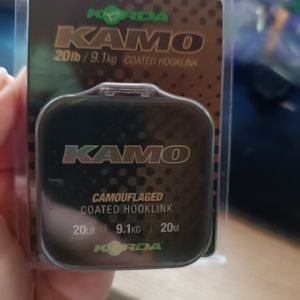 KORDA
KAMO
20lb / 9.1kg COATED HOOKLINK
KAMO
CAMOUFLAGED
COATED HOOKLINK
20LB | 9.1KG | 20M
KORDA